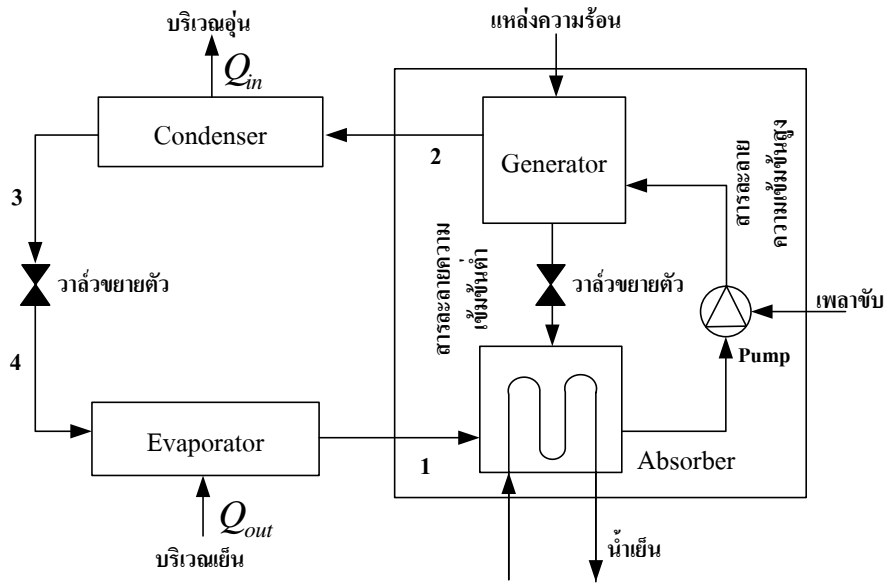 บริเวณอุ่น
Q_in
แหล่งความร้อน
Condenser
2
Generator
สารละลาย
ความเข้มข้นสูง
3
วาล์วขยายตัว
สารละลายความ
เข้มข้นต่ำ
วาล์วขยายตัว
เพลาขับ
Pump
4
Evaporator
1
Absorber
Q_out
บริเวณเย็น
น้ำเย็น